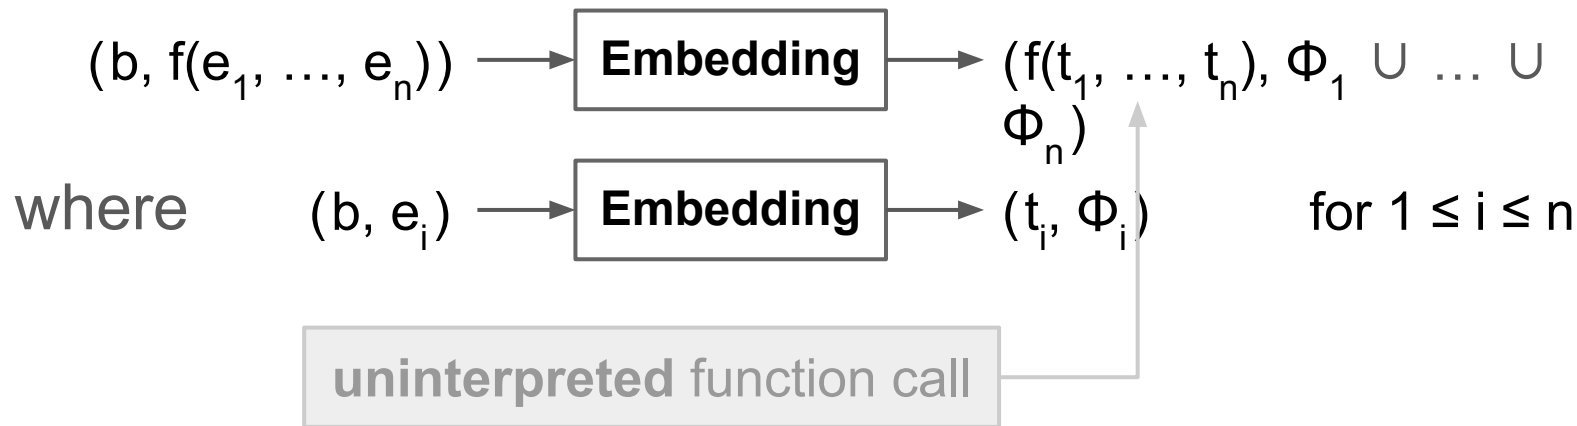 (b, f(e₁, …, eₙ)) Embedding (f(t₁, …, tₙ), Φ₁ ∪ … ∪
Φₙ)
where (b, eᵢ) Embedding (tᵢ, Φᵢ) for 1 ≤ i ≤ n
uninterpreted function call